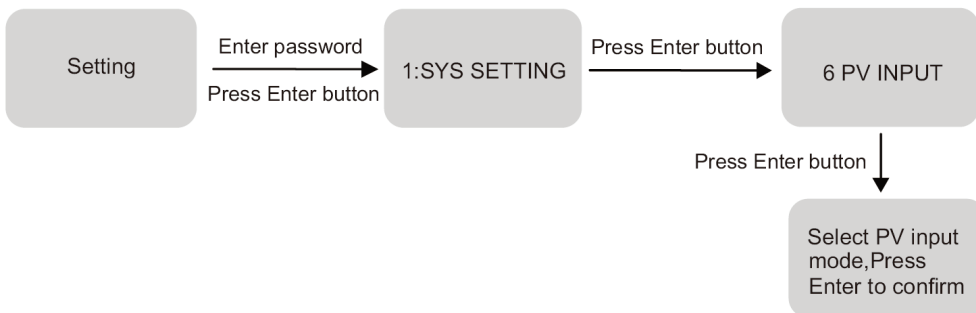 Setting
Enter password
Press Enter button
1:SYS SETTING
Press Enter button
6 PV INPUT
Press Enter button
Select PV input
mode,Press
Enter to confirm